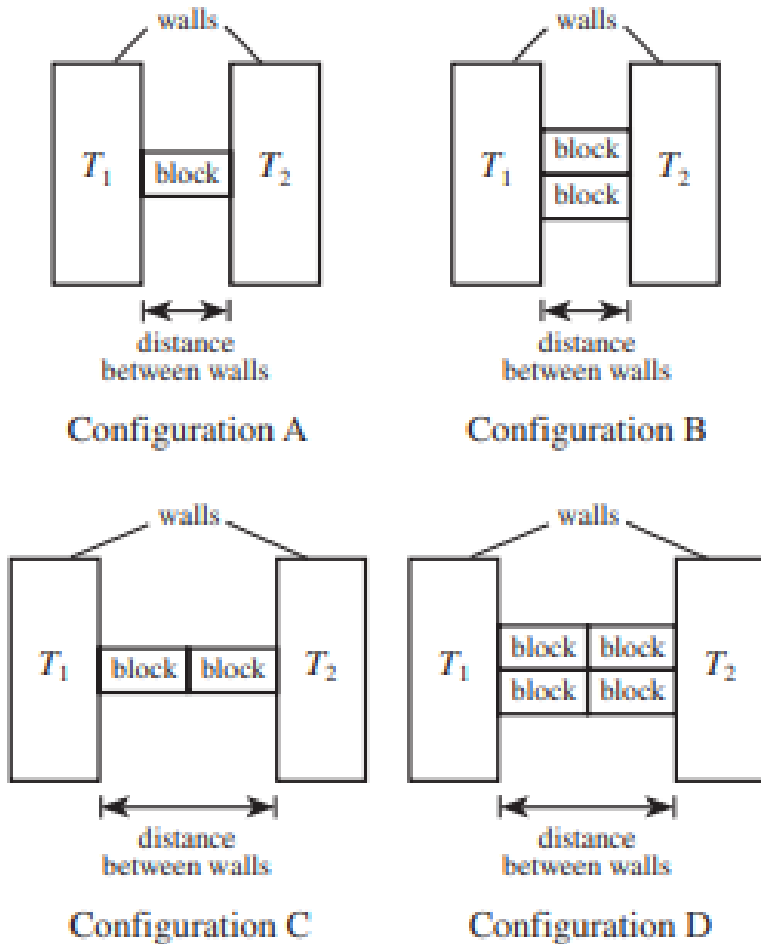 walls walls
T₁ block T₂ T₁ block T₂
block
distance between walls distance between walls
Configuration A Configuration B
walls walls
T₁ block block T₂ T₁ block block T₂
block block
distance between walls distance between walls
Configuration C Configuration D